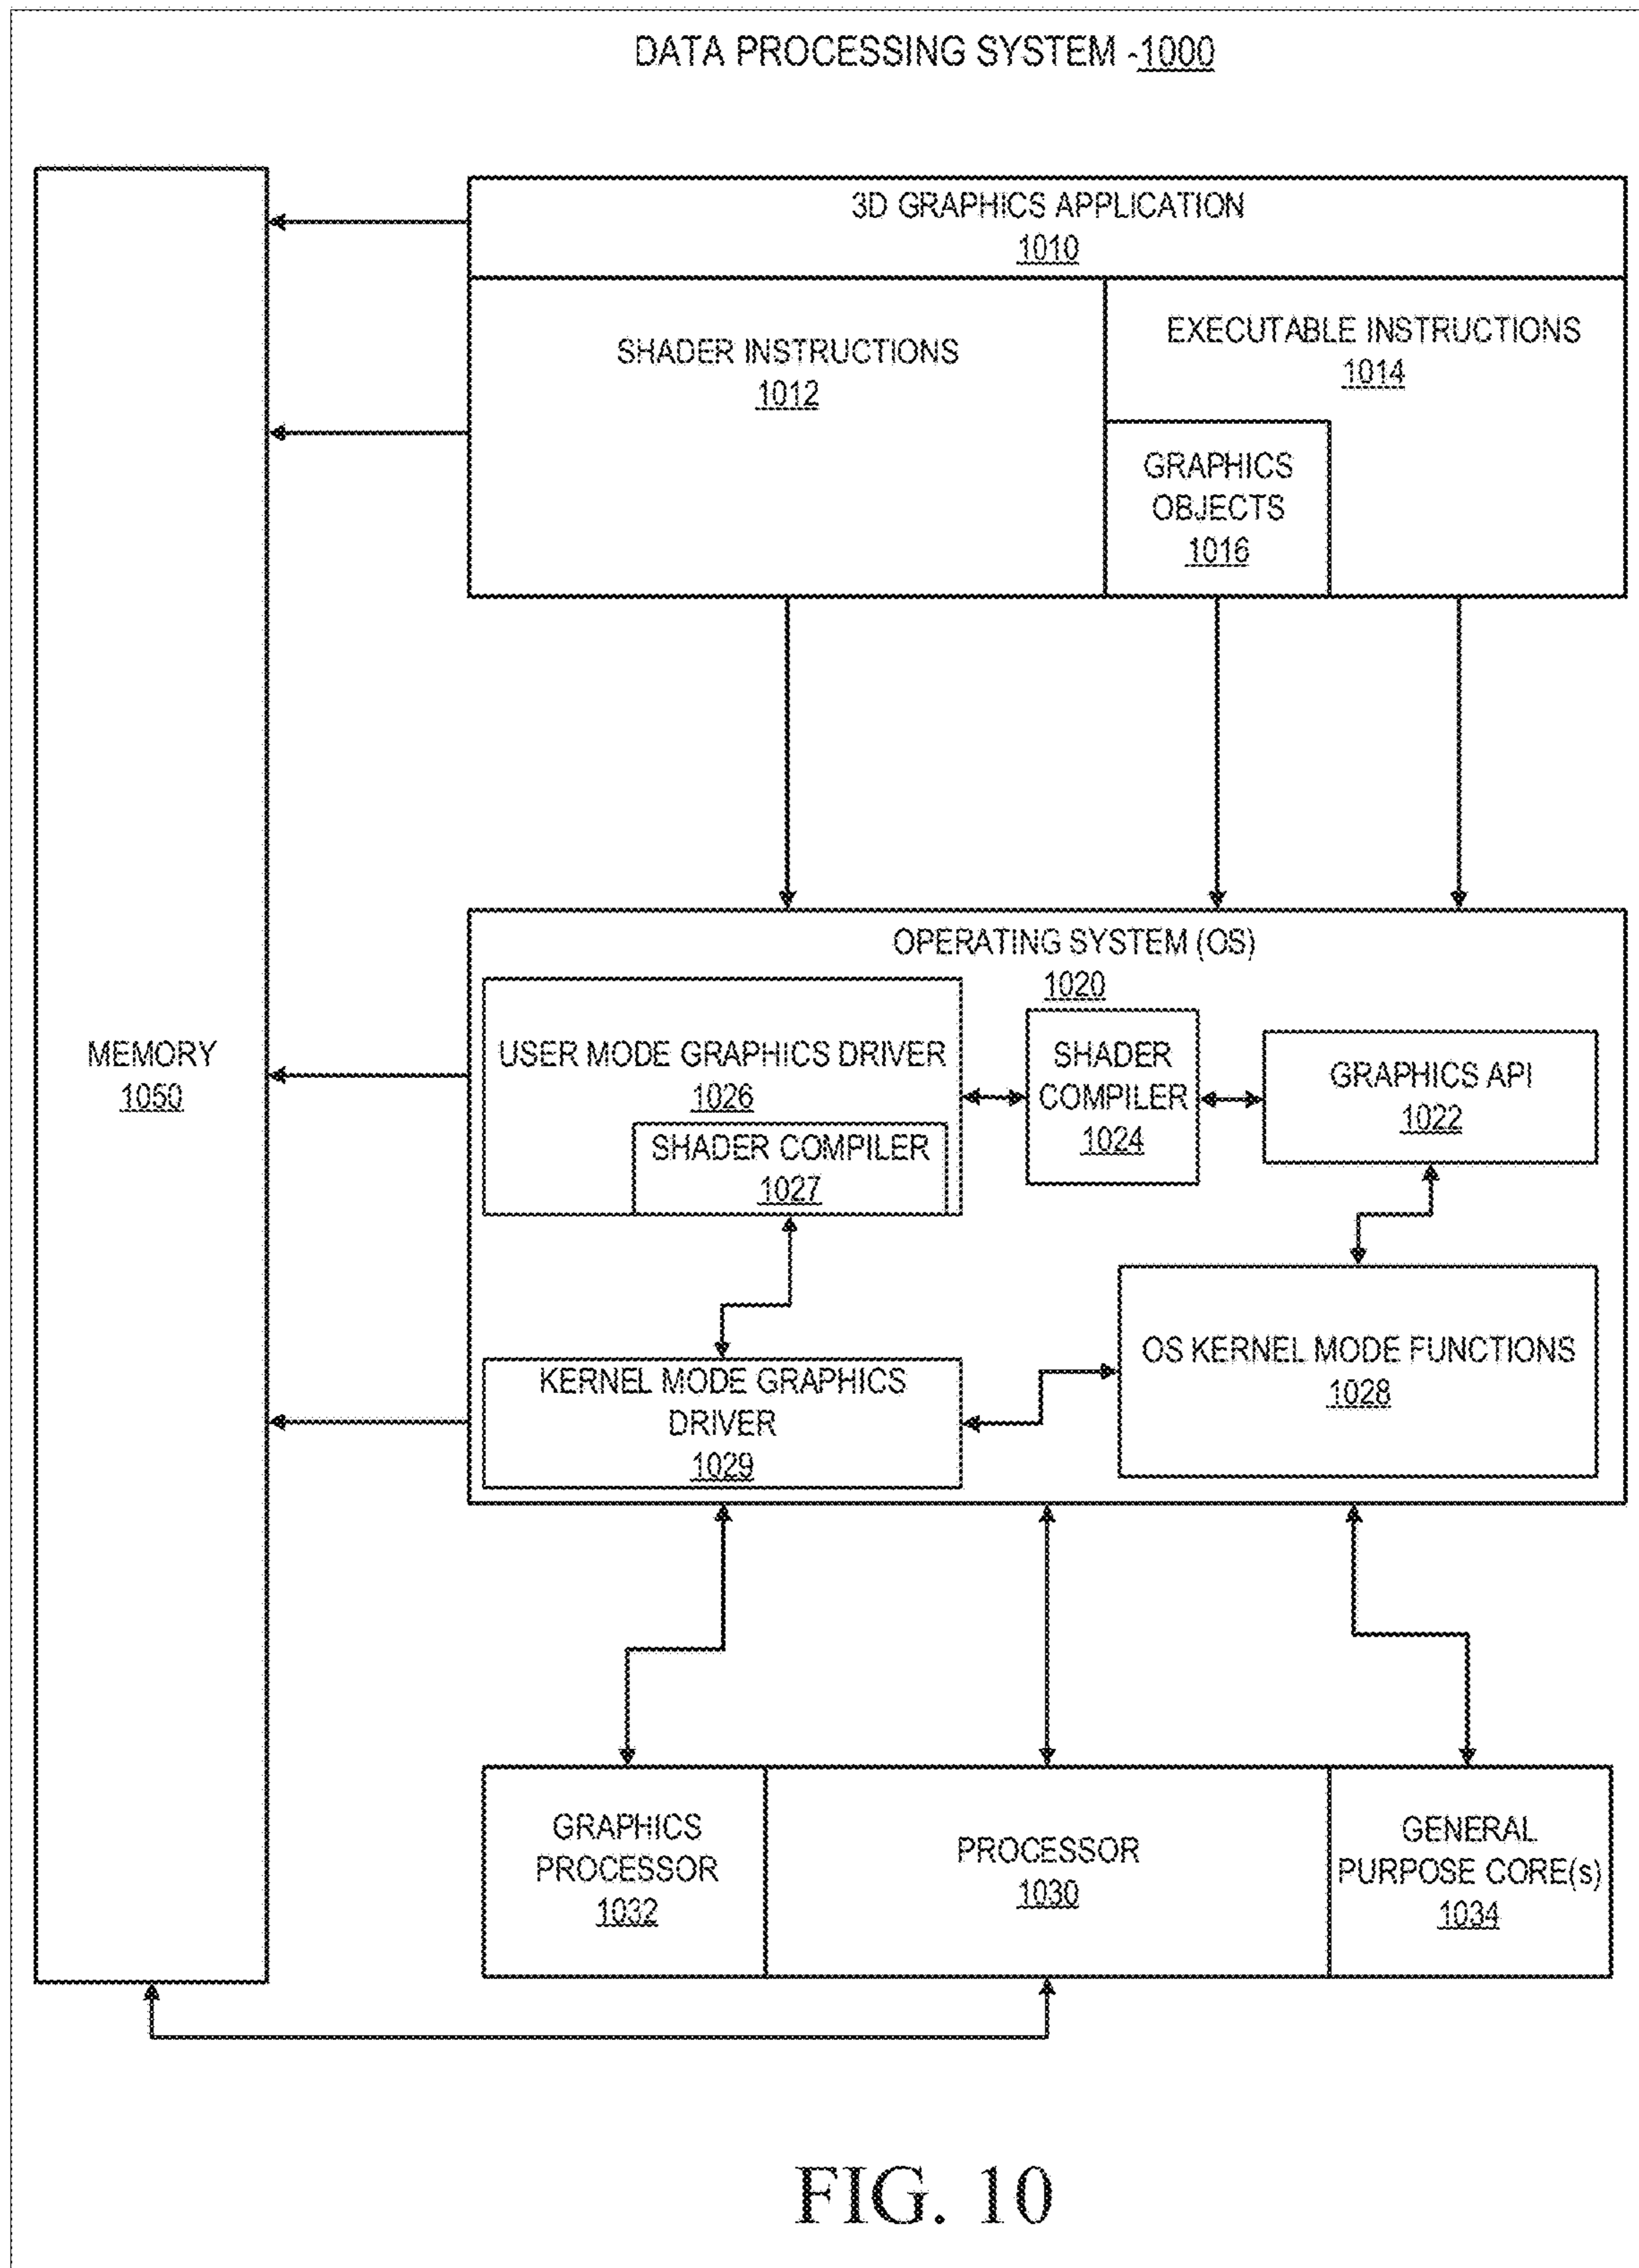 DATA PROCESSING SYSTEM -1000
3D GRAPHICS APPLICATION
1010
SHADER INSTRUCTIONS
1012
EXECUTABLE INSTRUCTIONS
1014
GRAPHICS
OBJECTS
1016
MEMORY
1050
OPERATING SYSTEM (OS)
1020
USER MODE GRAPHICS DRIVER
1026
SHADER COMPILER
1027
SHADER
COMPILER
1024
GRAPHICS API
1022
KERNEL MODE GRAPHICS
DRIVER
1029
OS KERNEL MODE FUNCTIONS
1028
GRAPHICS
PROCESSOR
1032
PROCESSOR
1030
GENERAL
PURPOSE CORE(s)
1034
FIG. 10